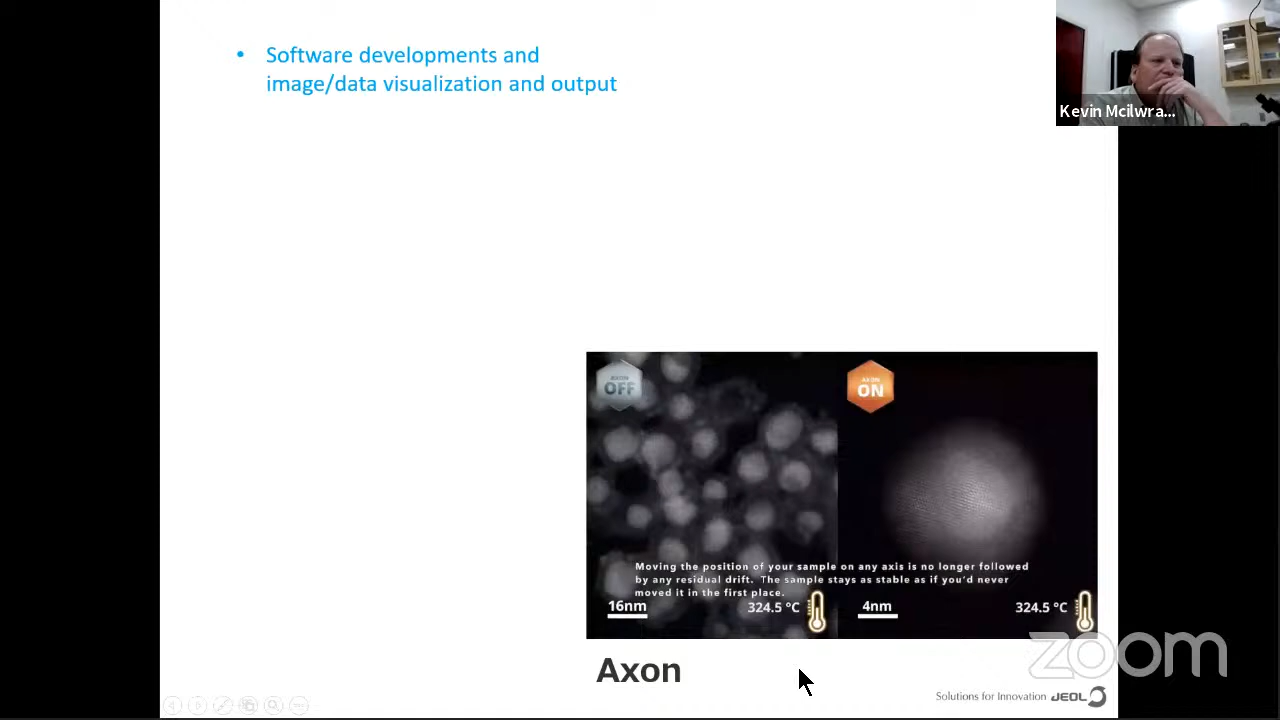 • Software developments and
image/data visualization and output
Kevin Mcilwra...
AXON
OFF
AXON
ON
Moving the position of your sample on any axis is no longer followed
by any residual drift. The sample stays as stable as if you'd never
moved it in the first place.
16nm
324.5 °C
4nm
324.5 °C
Axon
zoom
Solutions for Innovation JEOL